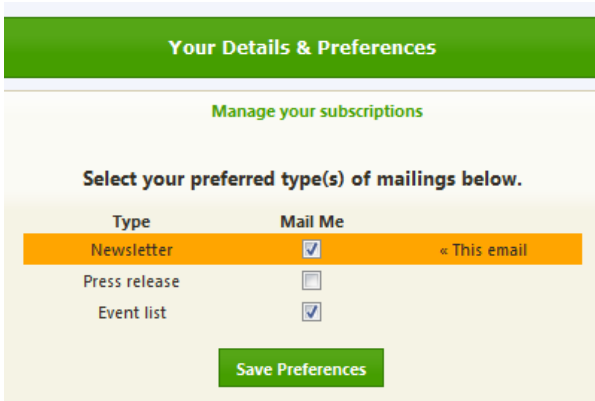 Your Details & Preferences
Manage your subscriptions
Select your preferred type(s) of mailings below.
Type Mail Me
Newsletter « This email
Press release
Event list
Save Preferences